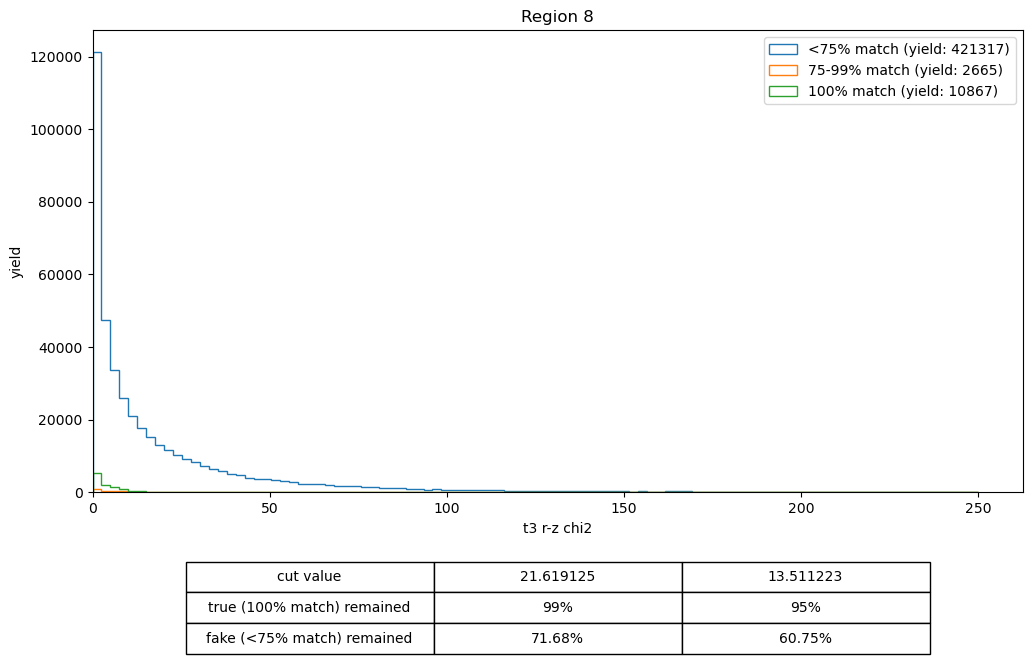 Region 8
<75% match (yield: 421317)
75-99% match (yield: 2665)
100% match (yield: 10867)
120000
100000
80000
60000
40000
20000
0
yield
0 50 100 150 200 250
t3 r-z chi2
cut value 21.619125 13.511223
true (100% match) remained 99% 95%
fake (<75% match) remained 71.68% 60.75%